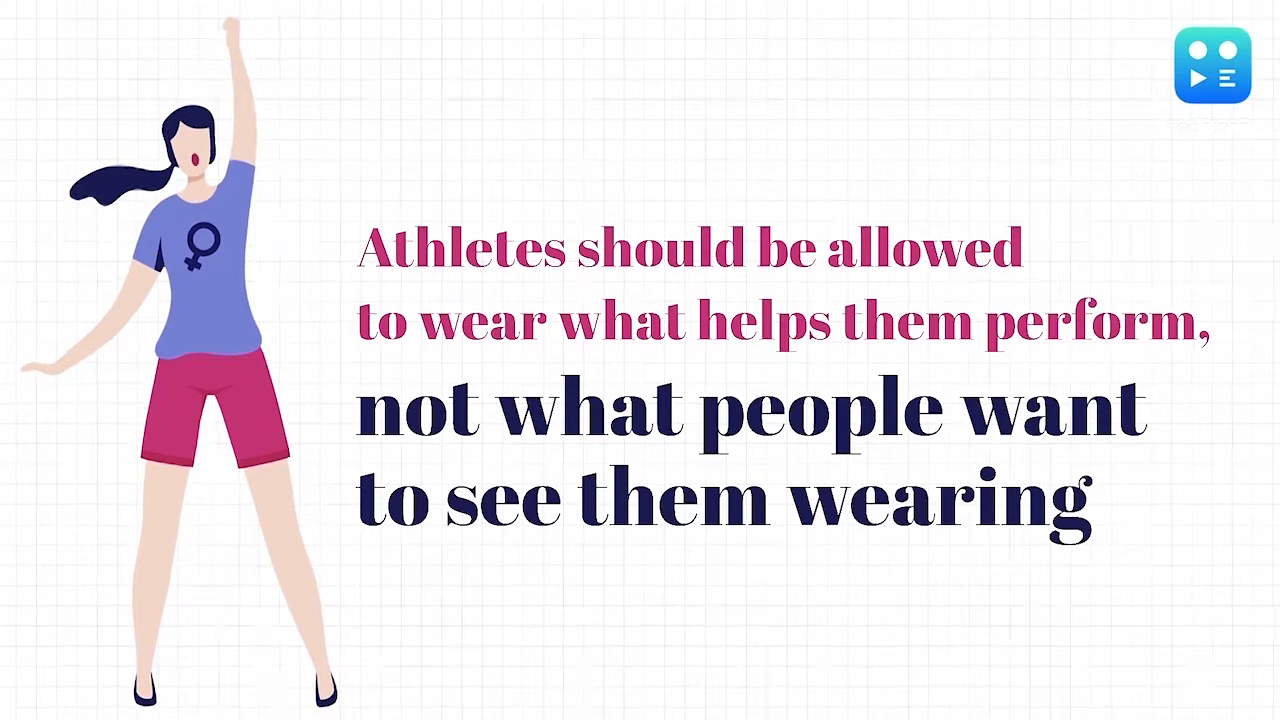 Athletes should be allowed
to wear what helps them perform,
not what people want
to see them wearing